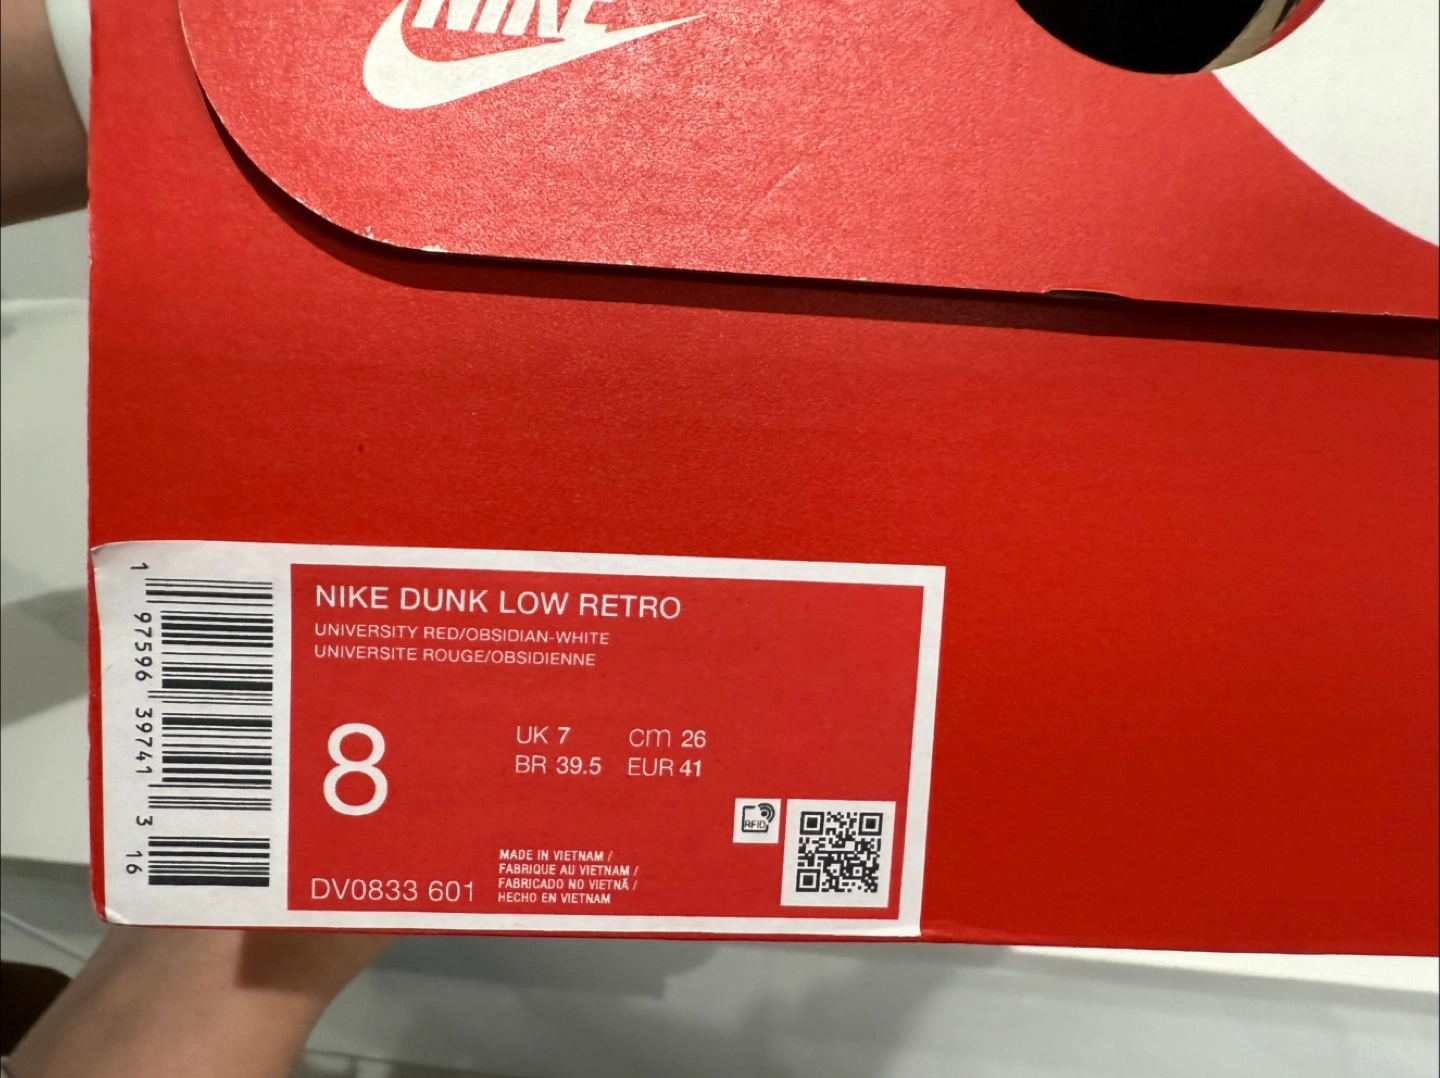 NIKE
NIKE DUNK LOW RETRO
UNIVERSITY RED/OBSIDIAN-WHITE
UNIVERSITE ROUGE/OBSIDIENNE
8
UK 7 cm 26
BR 39.5 EUR 41
RFID
DV0833 601
MADE IN VIETNAM /
FABRIQUE AU VIETNAM /
FABRICADO NO VIETNÃ /
HECHO EN VIETNAM
1 97596 39741 3 16